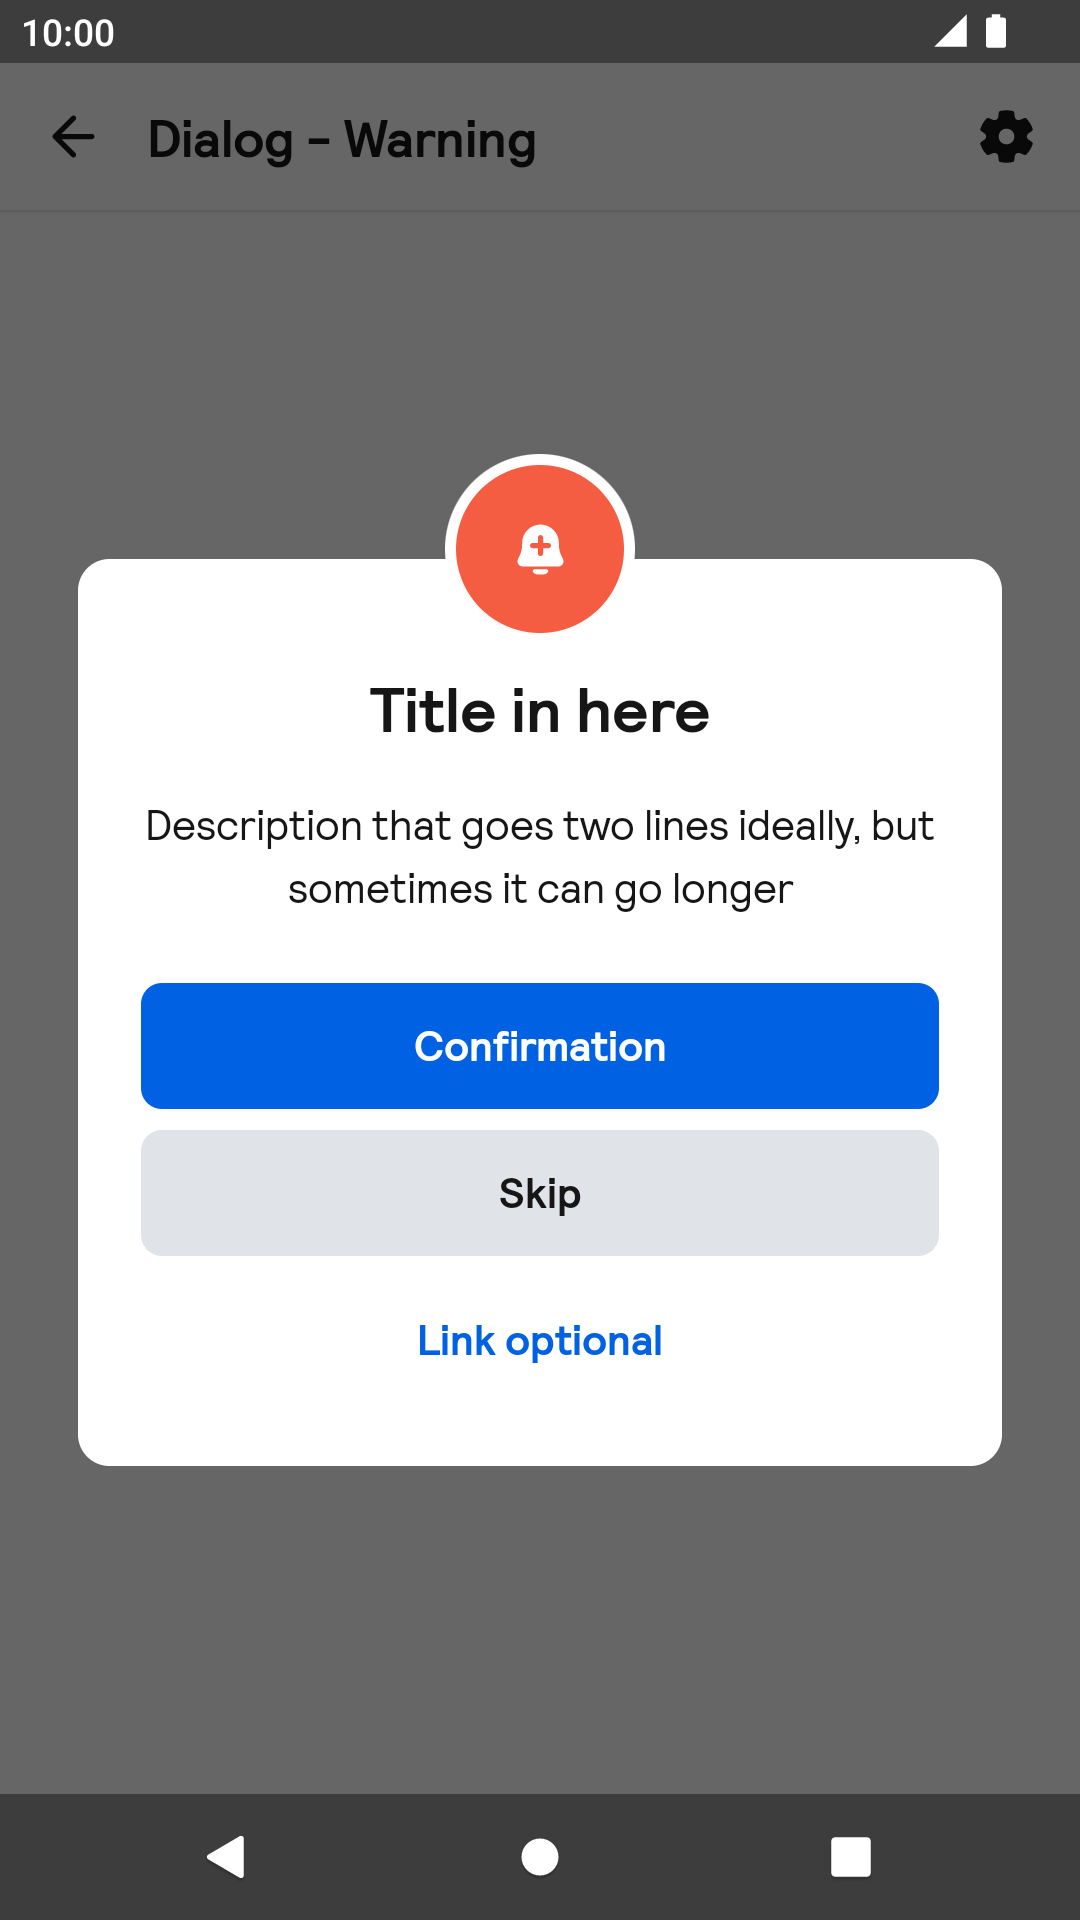 10:00
Dialog - Warning
Title in here
Description that goes two lines ideally, but
sometimes it can go longer
Confirmation
Skip
Link optional